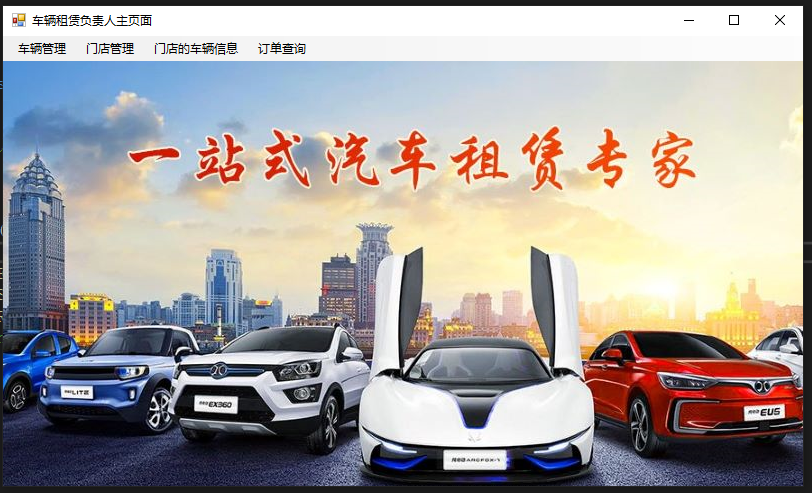 车辆租赁负责人主页面
车辆管理 门店管理 门店的车辆信息 订单查询
一站式汽车租赁专家
LITE
EX360
ARCFOX-7
EU5